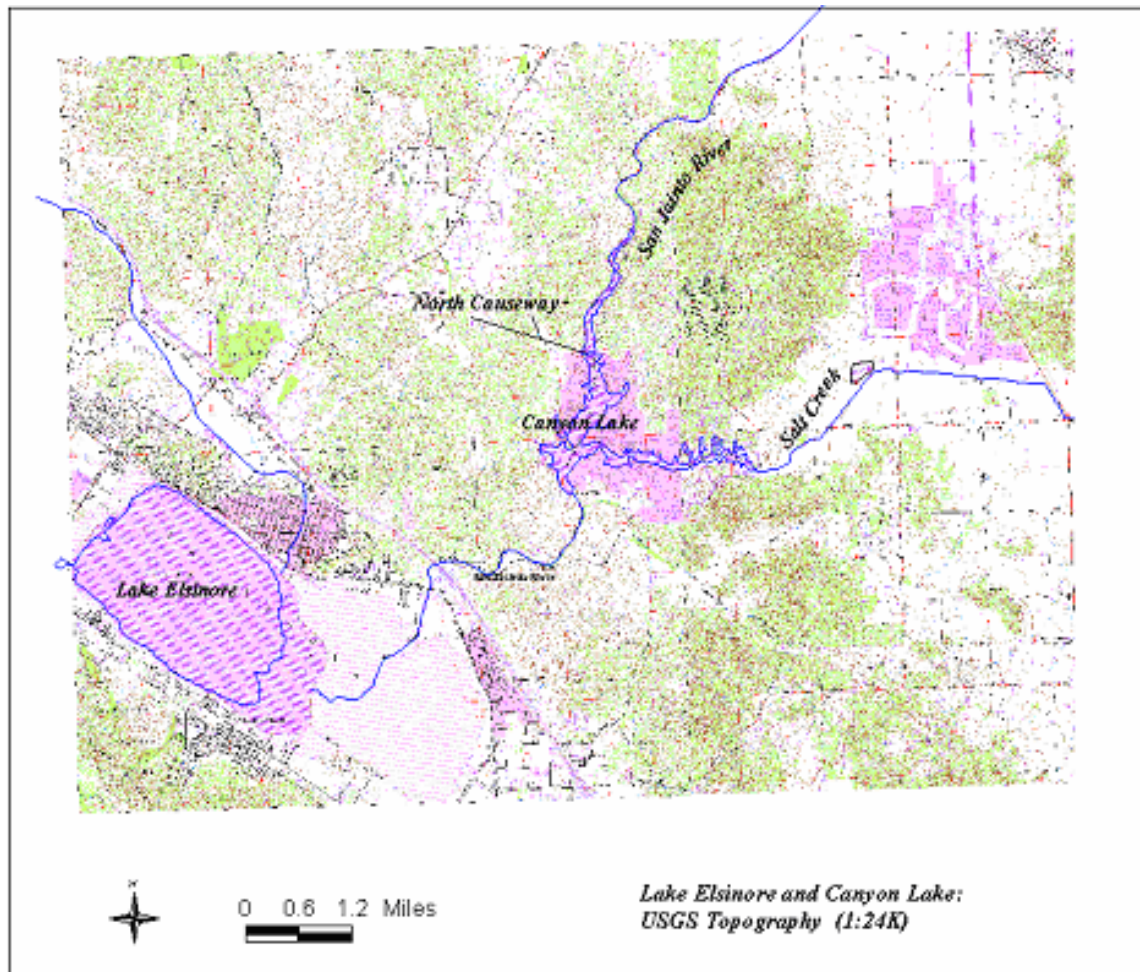 San Jainto River
North Causeway
Canyon Lake
Salt Creek
Lake Elsinore
N
0 0.6 1.2 Miles
Lake Elsinore and Canyon Lake:
USGS Topography (1:24K)